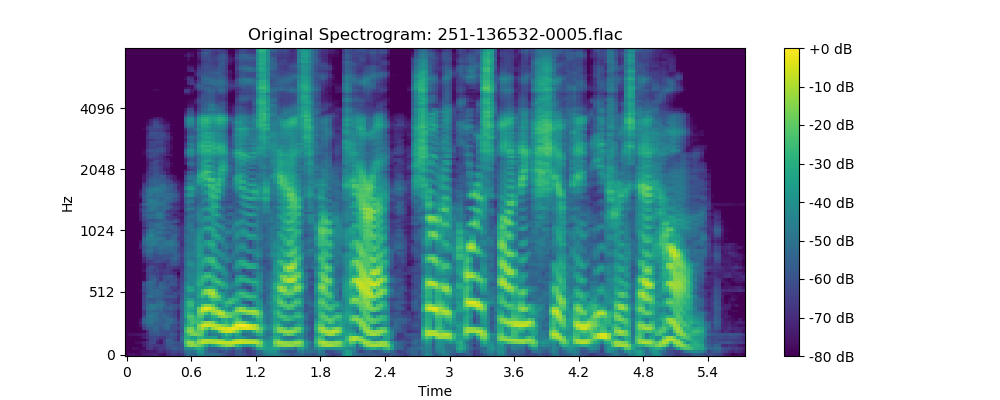 Original Spectrogram: 251-136532-0005.flac
Hz
4096
2048
1024
512
0
0 0.6 1.2 1.8 2.4 3 3.6 4.2 4.8 5.4
Time
+0 dB
-10 dB
-20 dB
-30 dB
-40 dB
-50 dB
-60 dB
-70 dB
-80 dB